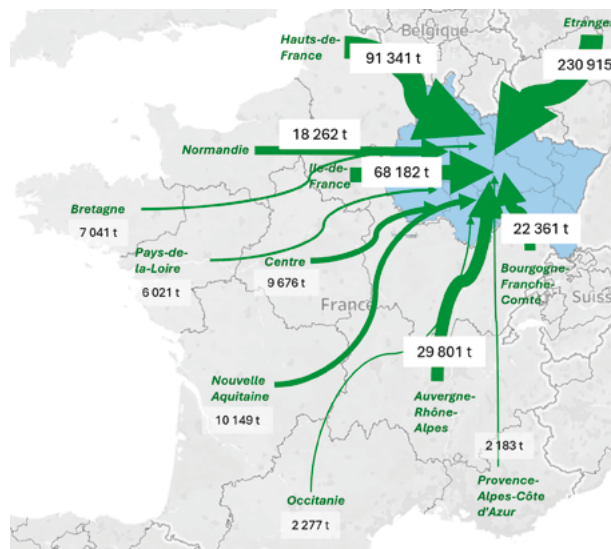 Hauts-de-
France
91 341 t
Belgique
Etranger
230 915
Normandie
18 262 t
Ile-de-
France
68 182 t
Bretagne
7 041 t
Pays-de-
la-Loire
6 021 t
Centre
9 676 t
22 361 t
Bourgogne-
Franche-
Comté
Suiss
France
29 801 t
Nouvelle
Aquitaine
10 149 t
Auvergne-
Rhône-
Alpes
2 183 t
Occitanie
2 277 t
Provence-
Alpes-Côte
d'Azur